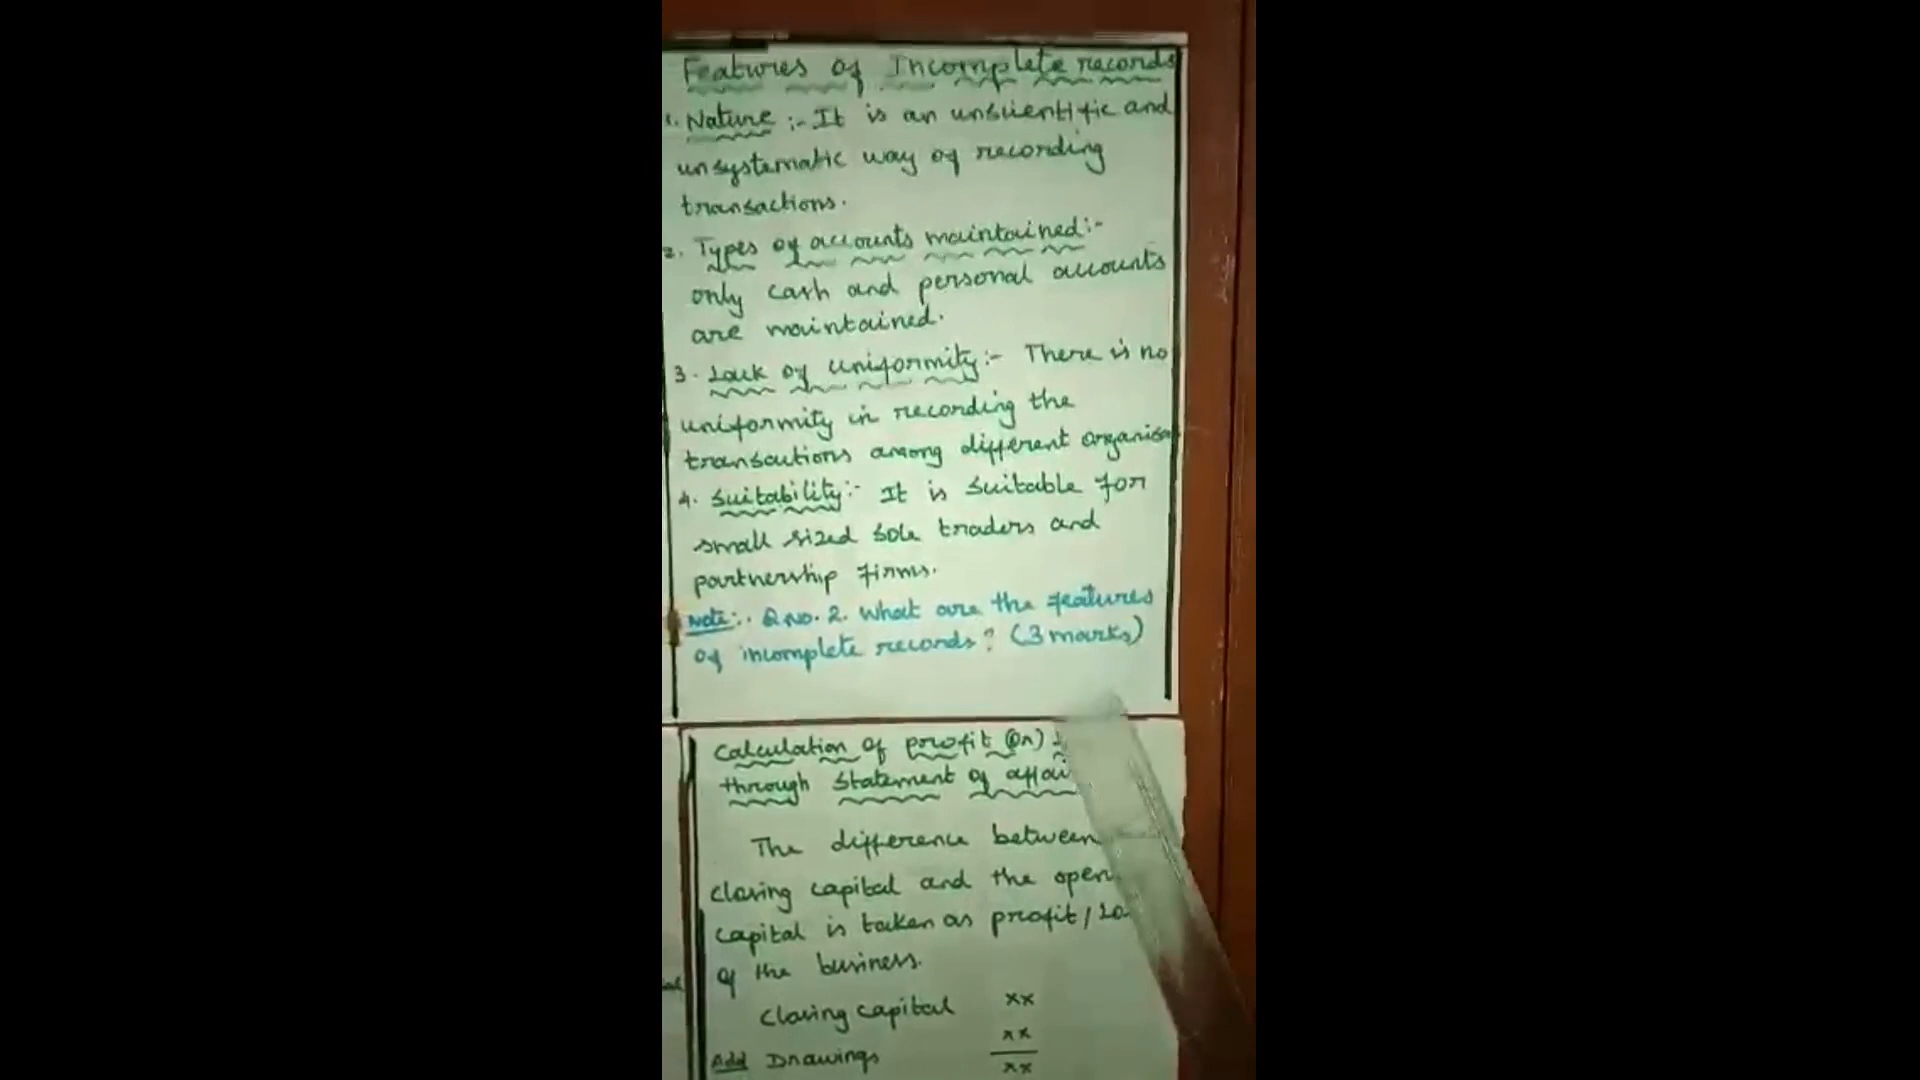 Features of Incomplete records
1. Nature :- It is an unscientific and
unsystematic way of recording
transactions.
2. Types of accounts maintained:-
only cash and personal accounts
are maintained.
3. Lack of uniformity:- There is no
uniformity in recording the
transactions among different organisa
4. Suitability:- It is suitable for
small sized sole traders and
partnership firms.
Note:- Q No. 2. What are the features
of incomplete records? (3 marks)
Calculation of profit (or)
through statement of affai
The difference between
closing capital and the open
capital is taken as profit / Lo
of the business.
Closing capital xx
xx
Add Drawings
xx